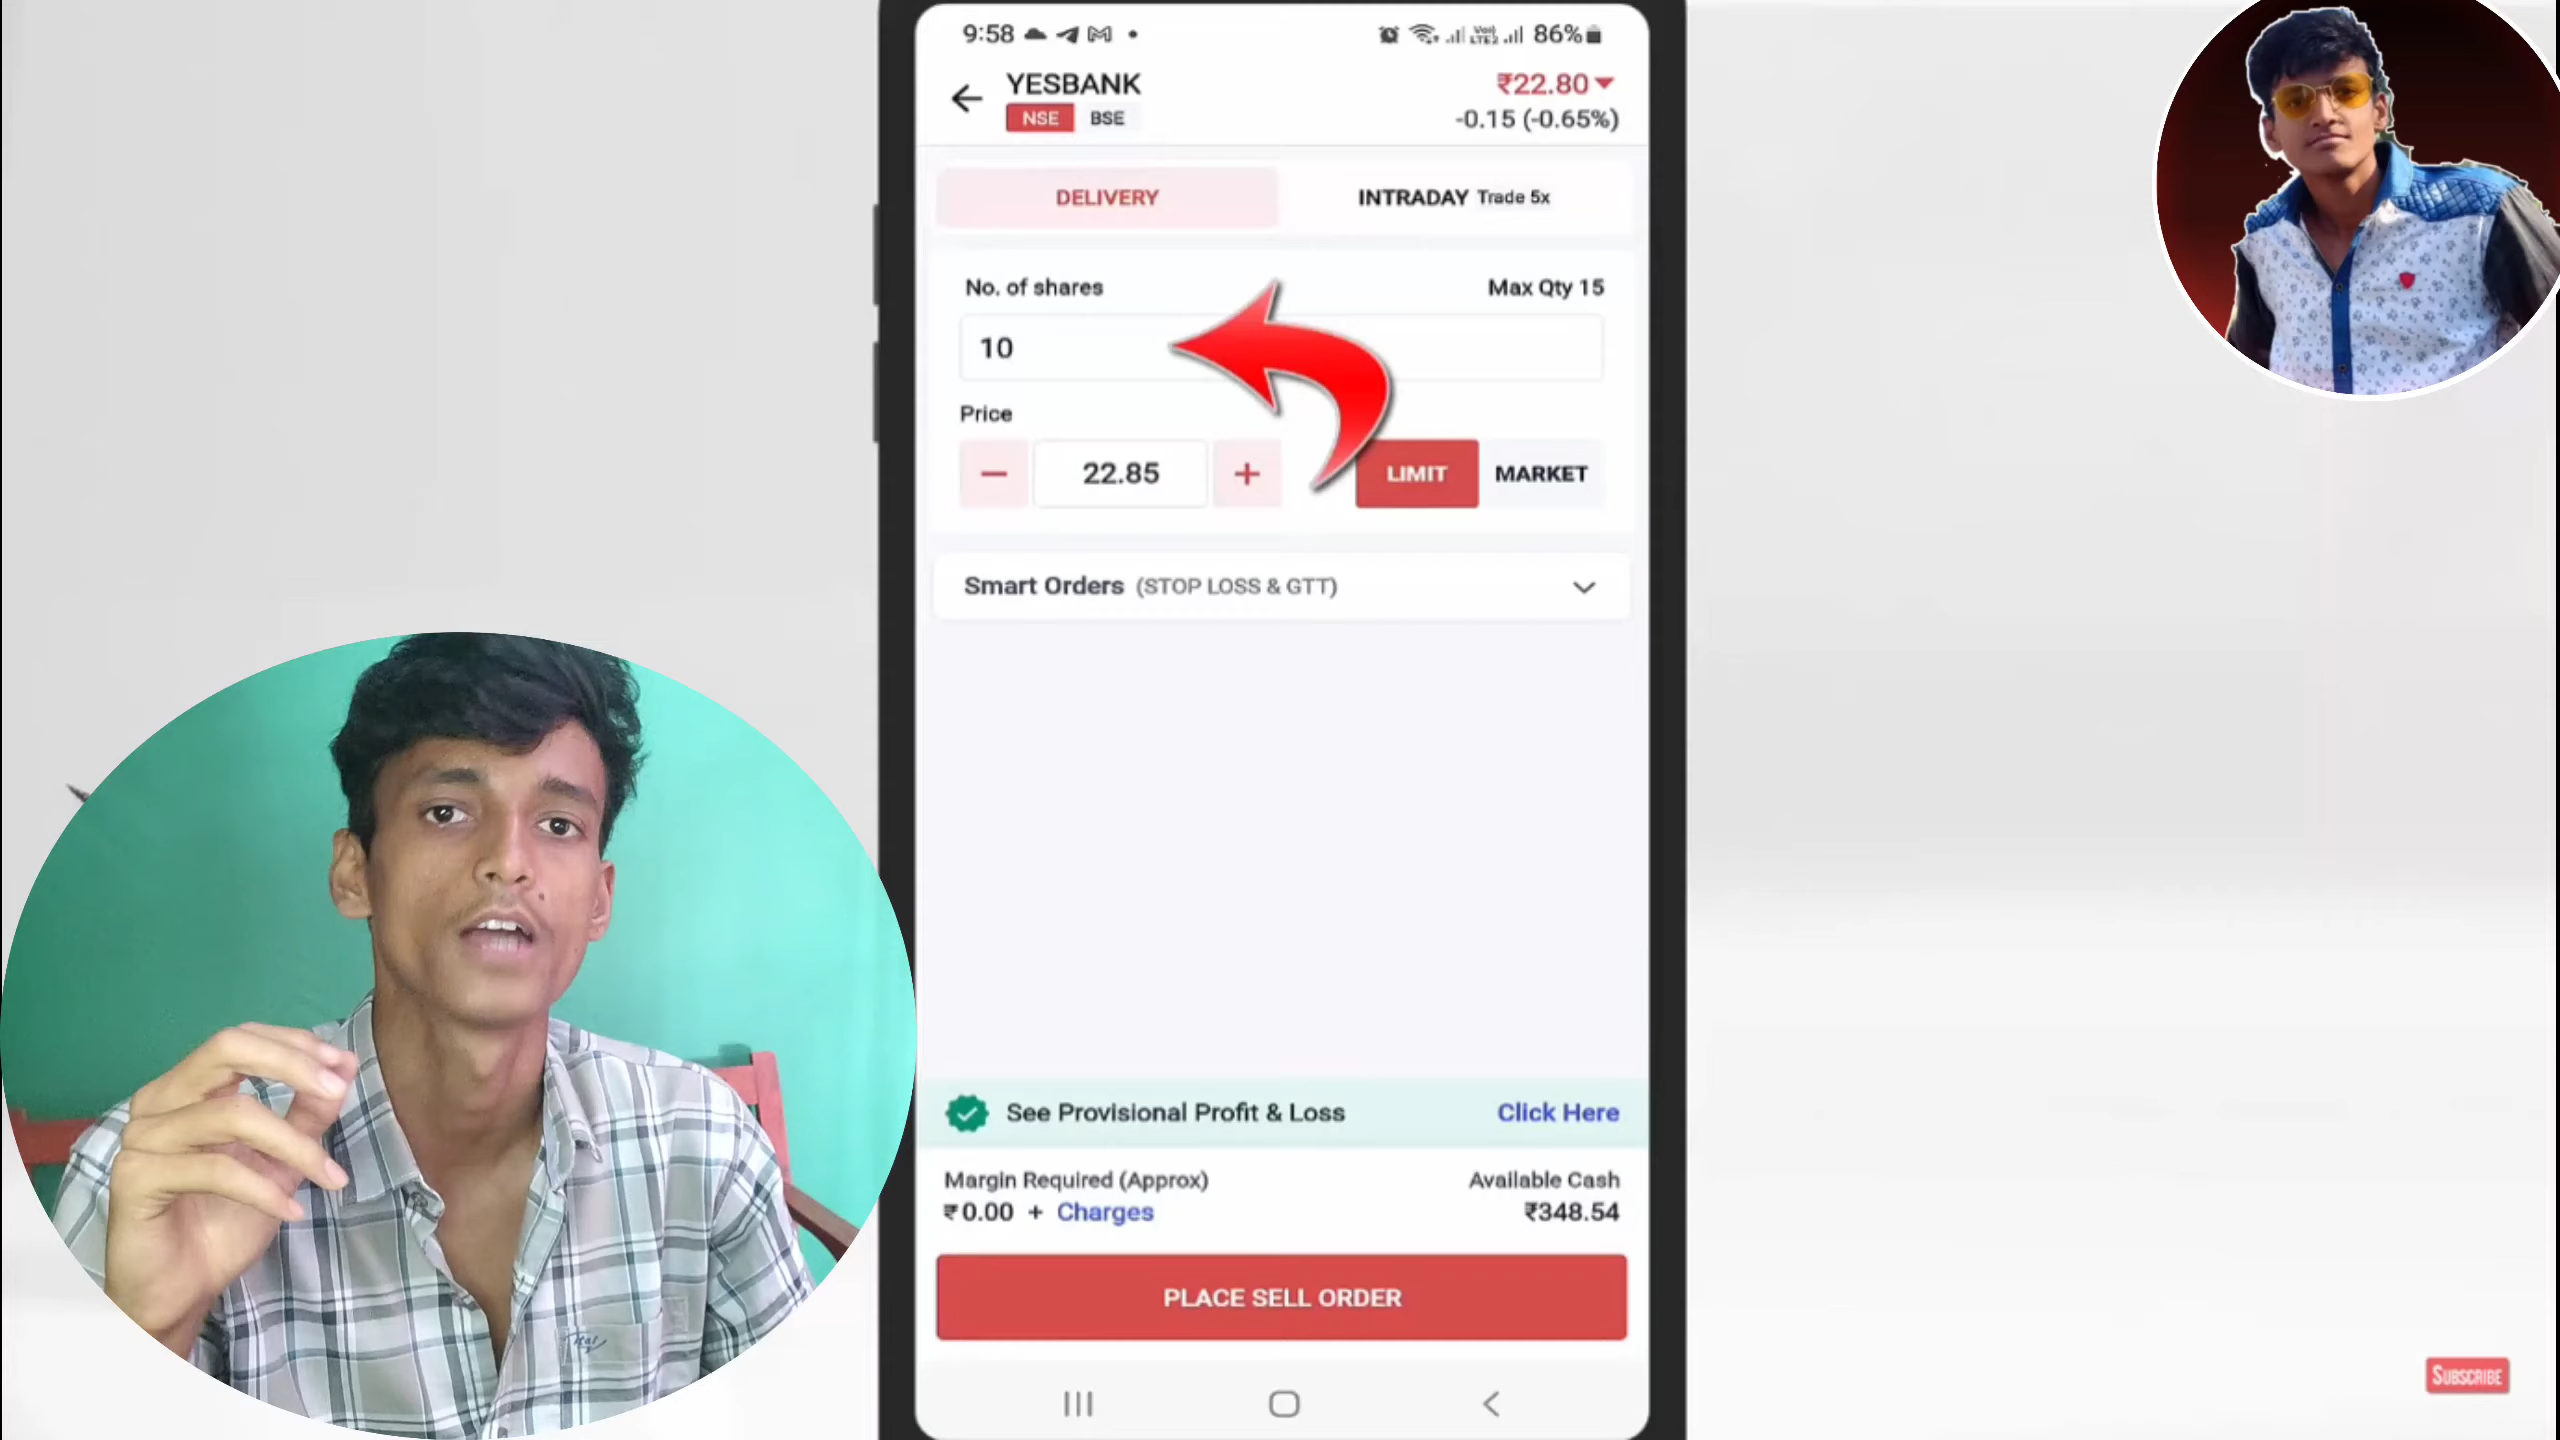 9:58
86%
YESBANK
₹22.80
NSE BSE
-0.15 (-0.65%)
DELIVERY
INTRADAY Trade 5x
No. of shares
Max Qty 15
10
Price
− 22.85 +
LIMIT
MARKET
Smart Orders (STOP LOSS & GTT)
See Provisional Profit & Loss
Click Here
Margin Required (Approx)
Available Cash
₹0.00 + Charges
₹348.54
PLACE SELL ORDER
SUBSCRIBE